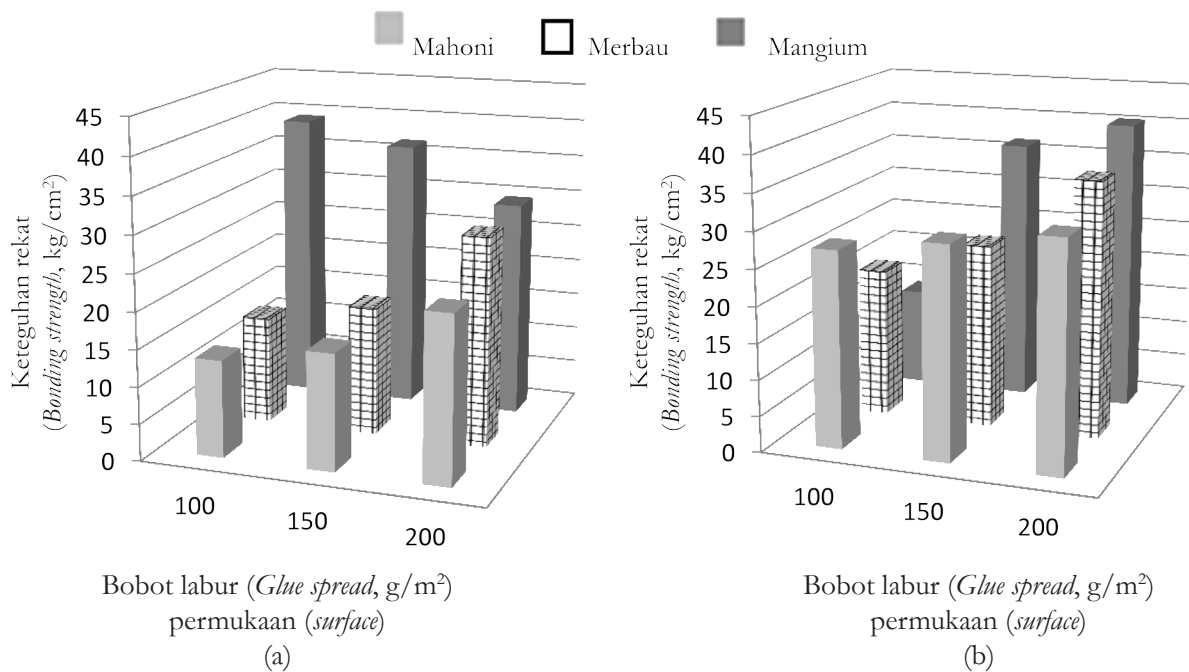 Mahoni Merbau Mangium
45
40
35
30
25
20
15
10
5
0
Keteguhan rekat
(Bonding strength, kg/cm²)
100
150
200
Bobot labur (Glue spread, g/m²)
permukaan (surface)
(a)
45
40
35
30
25
20
15
10
5
0
Keteguhan rekat
(Bonding strength, kg/cm²)
100
150
200
Bobot labur (Glue spread, g/m²)
permukaan (surface)
(b)